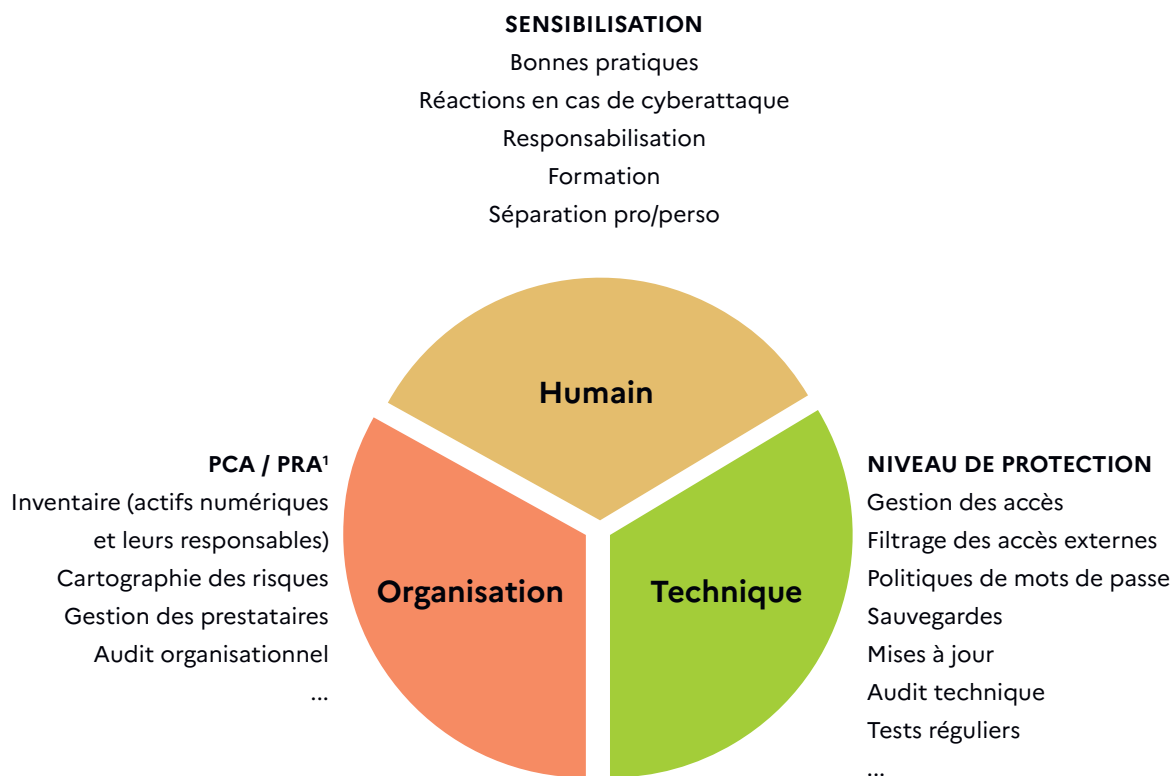 SENSIBILISATION
Bonnes pratiques
Réactions en cas de cyberattaque
Responsabilisation
Formation
Séparation pro/perso
Humain
PCA / PRA¹
Inventaire (actifs numériques
et leurs responsables)
Cartographie des risques
Gestion des prestataires
Audit organisationnel
...
Organisation
Technique
NIVEAU DE PROTECTION
Gestion des accès
Filtrage des accès externes
Politiques de mots de passe
Sauvegardes
Mises à jour
Audit technique
Tests réguliers
...